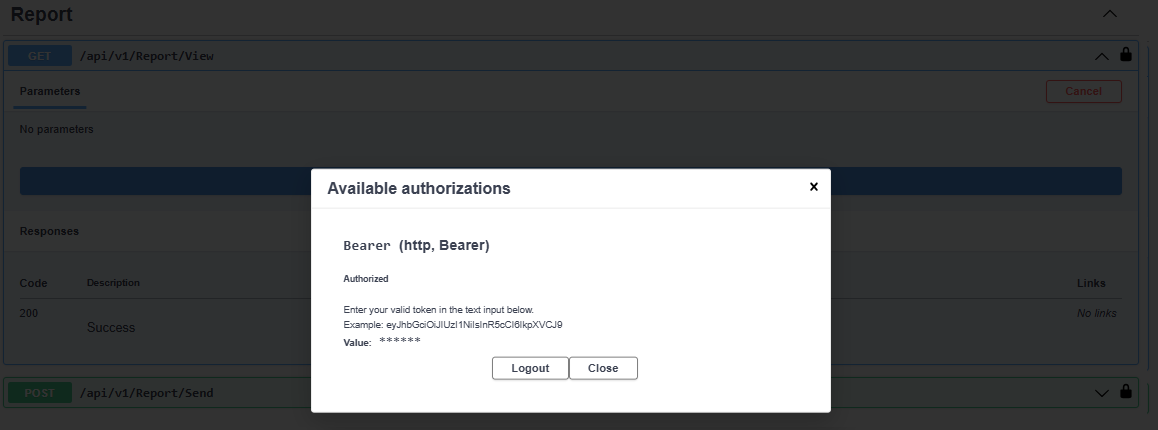 Report
GET /api/v1/Report/View
Parameters
Cancel
No parameters
Available authorizations
Bearer (http, Bearer)
Authorized
Enter your valid token in the text input below.
Example: eyJhbGciOiJIUzI1NiIsInR5cCI6IkpXVCJ9
Value: ******
Logout Close
Responses
Code Description Links
200 Success No links
POST /api/v1/Report/Send